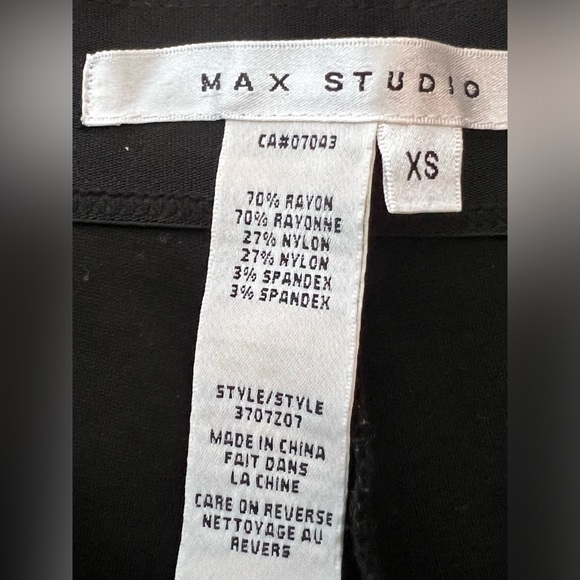 MAX STUDIO
XS
CA#07043
70% RAYON
70% RAYONNE
27% NYLON
27% NYLON
3% SPANDEX
3% SPANDEX
STYLE/STYLE
3707Z07
MADE IN CHINA
FAIT DANS
LA CHINE
CARE ON REVERSE
NETTOYAGE AU
REVERS